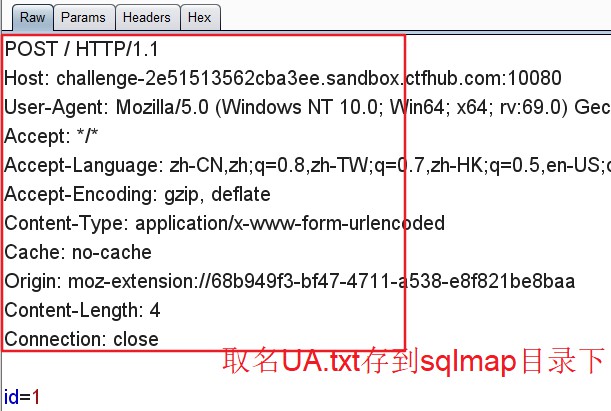 Raw Params Headers Hex
POST / HTTP/1.1
Host: challenge-2e51513562cba3ee.sandbox.ctfhub.com:10080
User-Agent: Mozilla/5.0 (Windows NT 10.0; Win64; x64; rv:69.0) Gec
Accept: */*
Accept-Language: zh-CN,zh;q=0.8,zh-TW;q=0.7,zh-HK;q=0.5,en-US;
Accept-Encoding: gzip, deflate
Content-Type: application/x-www-form-urlencoded
Cache: no-cache
Origin: moz-extension://68b949f3-bf47-4711-a538-e8f821be8baa
Content-Length: 4
Connection: close
取名UA.txt存到sqlmap目录下
id=1